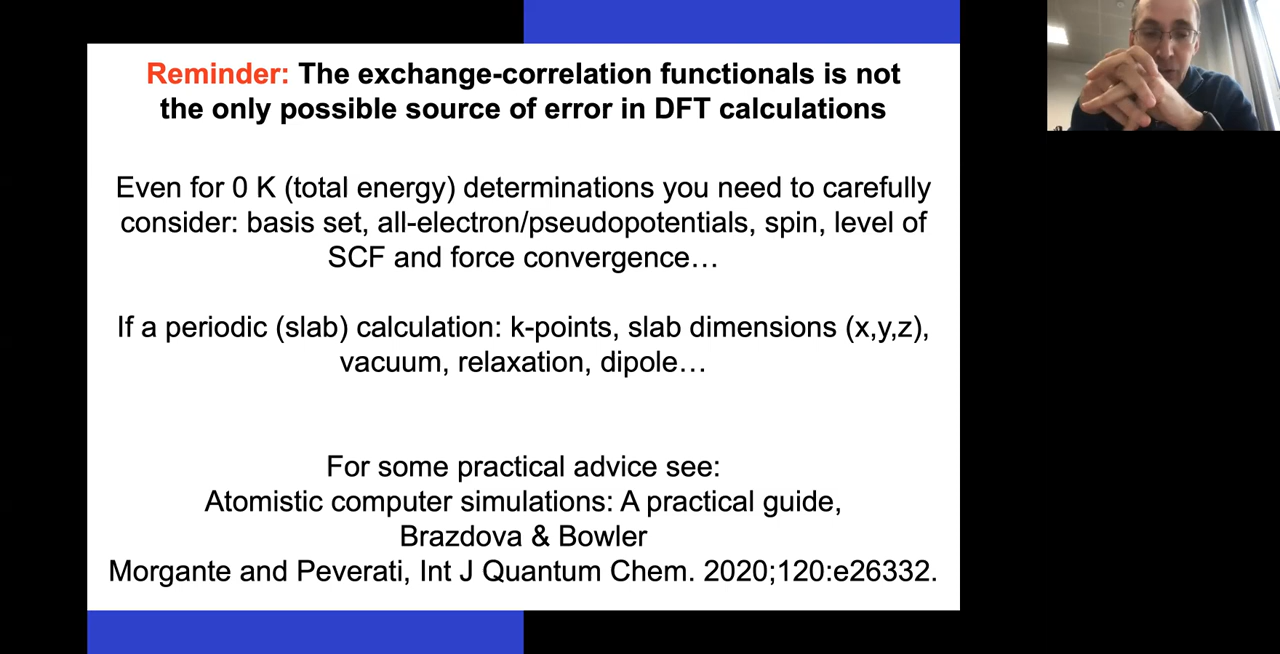 Reminder: The exchange-correlation functionals is not
the only possible source of error in DFT calculations
Even for 0 K (total energy) determinations you need to carefully
consider: basis set, all-electron/pseudopotentials, spin, level of
SCF and force convergence…
If a periodic (slab) calculation: k-points, slab dimensions (x,y,z),
vacuum, relaxation, dipole…
For some practical advice see:
Atomistic computer simulations: A practical guide,
Brazdova & Bowler
Morgante and Peverati, Int J Quantum Chem. 2020;120:e26332.